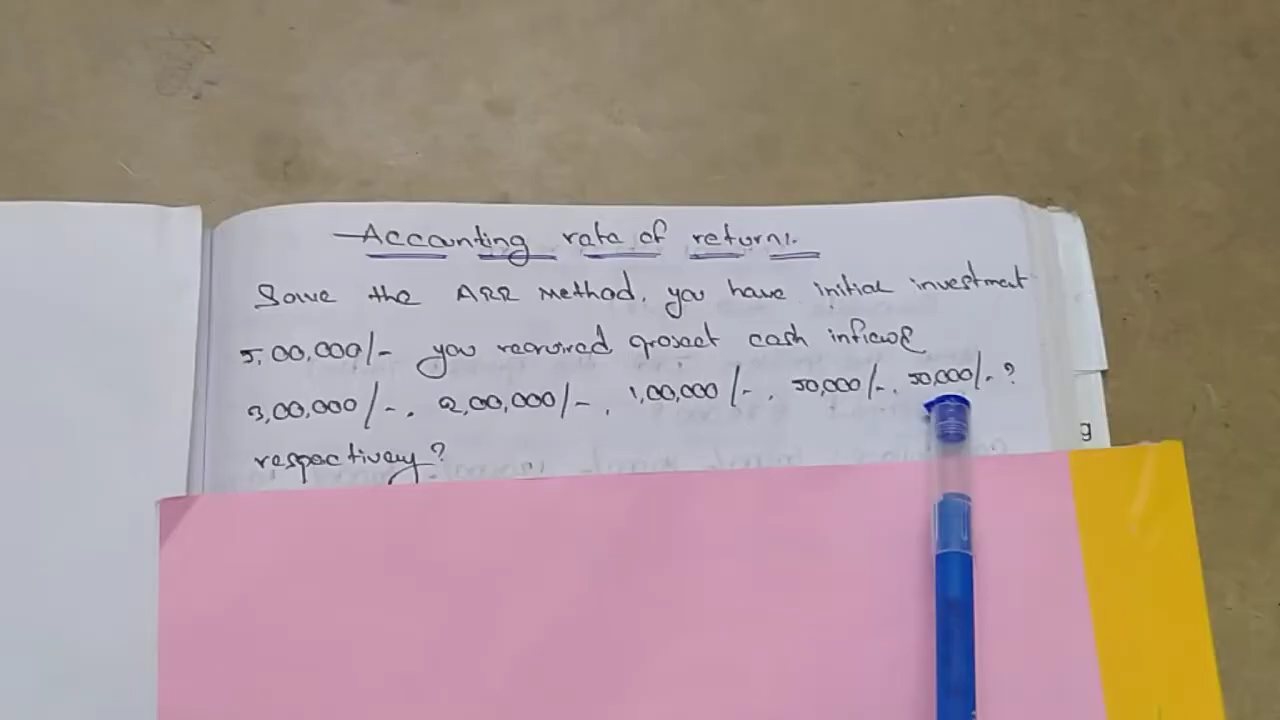 Accounting rate of return:-
Solve the ARR Method. you have initial investment
5,00,000/- you required project cash inflows
3,00,000/-, 2,00,000/-, 1,00,000/-, 50,000/-, 50,000/-?
respectively?
g